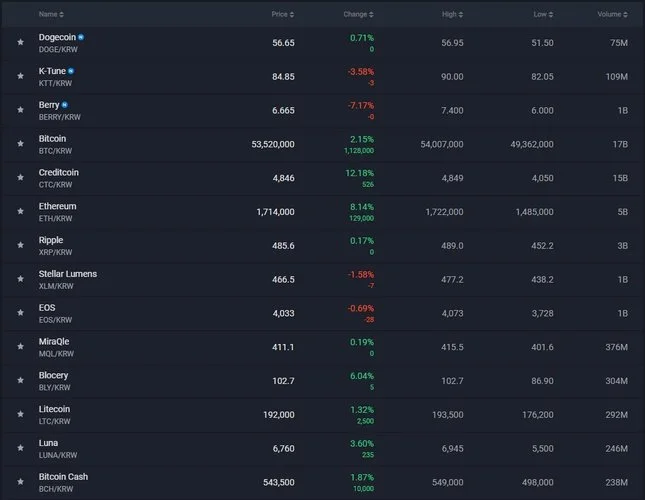 Name Price Change High Low Volume
Dogecoin N 56.65 0.71% 56.95 51.50 75M
DOGE/KRW 0
K-Tune N 84.85 -3.58% 90.00 82.05 109M
KTT/KRW -3
Berry N 6.665 -7.17% 7.400 6.000 1B
BERRY/KRW -0
Bitcoin 53,520,000 2.15% 54,007,000 49,362,000 17B
BTC/KRW 1,128,000
Creditcoin 4,846 12.18% 4,849 4,050 15B
CTC/KRW 526
Ethereum 1,714,000 8.14% 1,722,000 1,485,000 5B
ETH/KRW 129,000
Ripple 485.6 0.17% 489.0 452.2 3B
XRP/KRW 0
Stellar Lumens 466.5 -1.58% 477.2 438.2 1B
XLM/KRW -7
EOS 4,033 -0.69% 4,073 3,728 1B
EOS/KRW -28
MiraQle 411.1 0.19% 415.5 401.6 376M
MQL/KRW 0
Blocery 102.7 6.04% 102.7 86.90 304M
BLY/KRW 5
Litecoin 192,000 1.32% 193,500 176,200 292M
LTC/KRW 2,500
Luna 6,760 3.60% 6,945 5,500 246M
LUNA/KRW 235
Bitcoin Cash 543,500 1.87% 549,000 498,000 238M
BCH/KRW 10,000